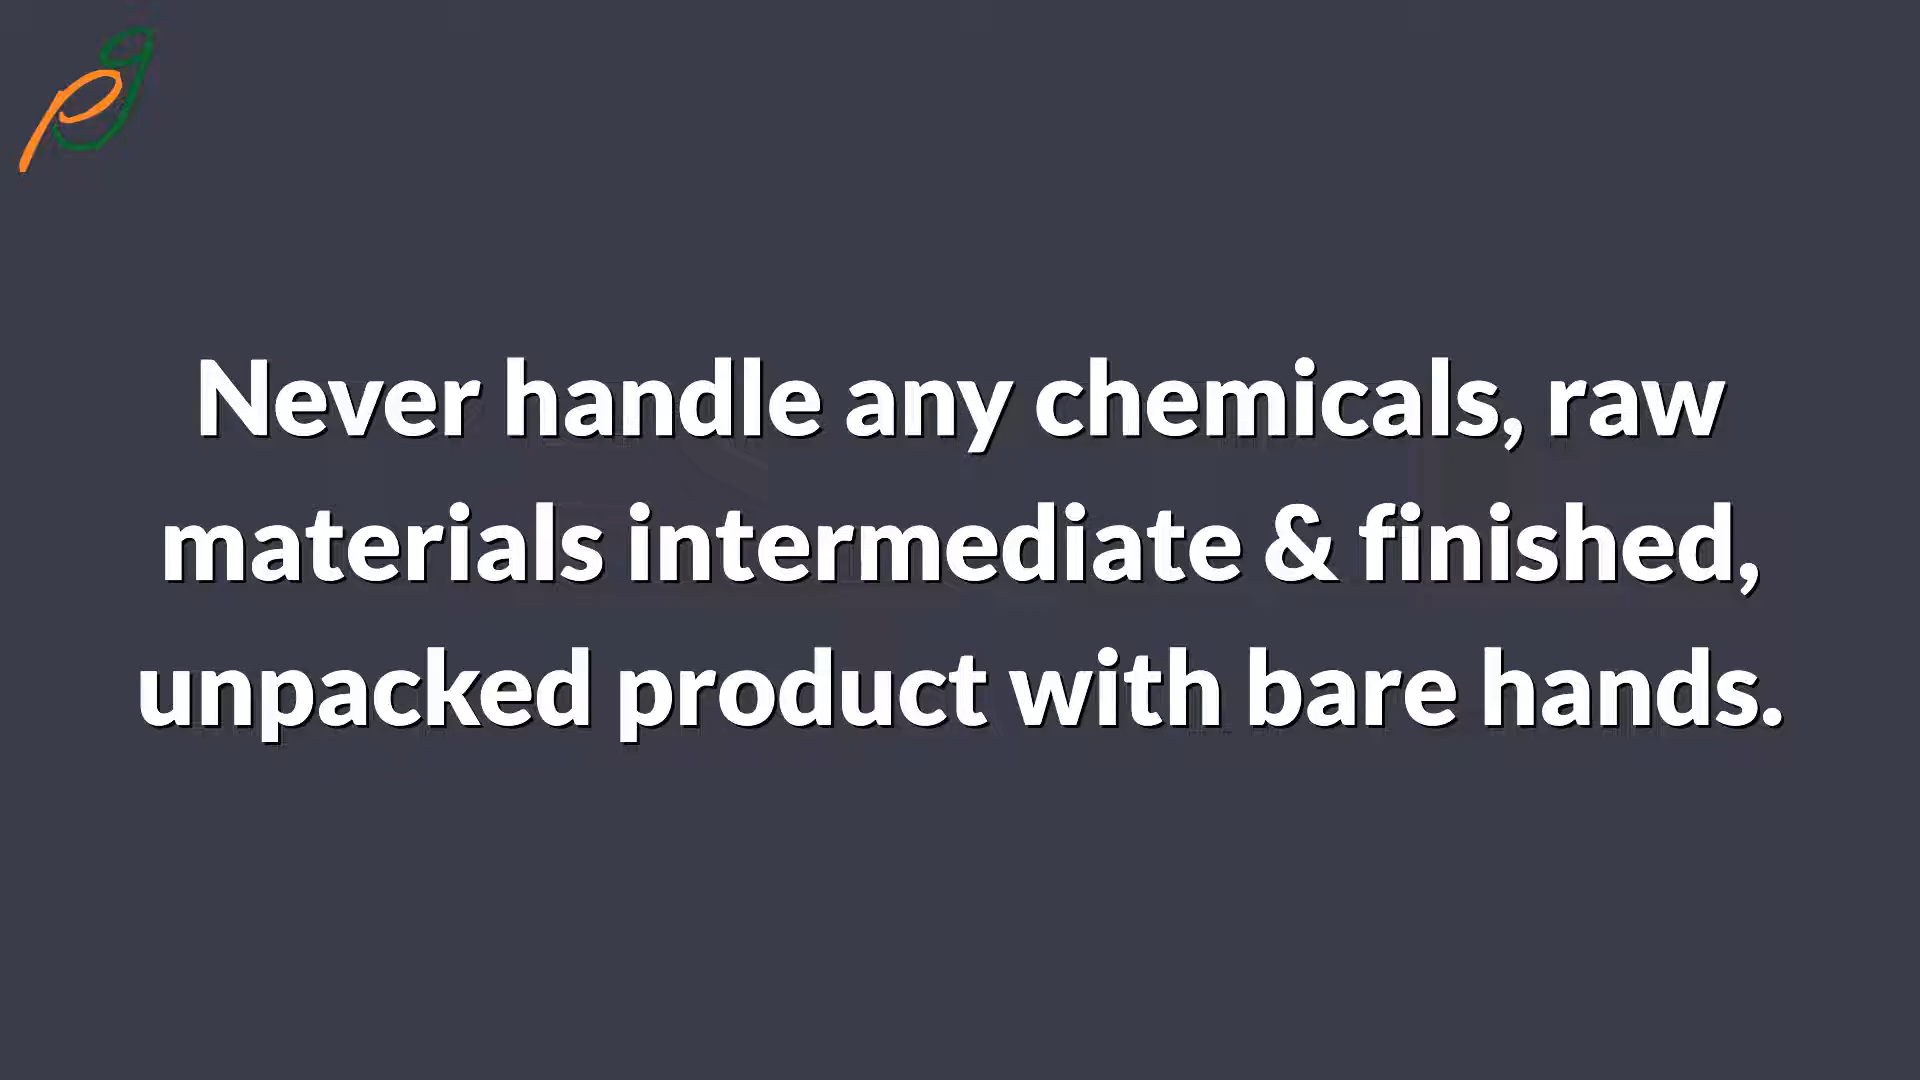 Never handle any chemicals, raw
materials intermediate & finished,
unpacked product with bare hands.